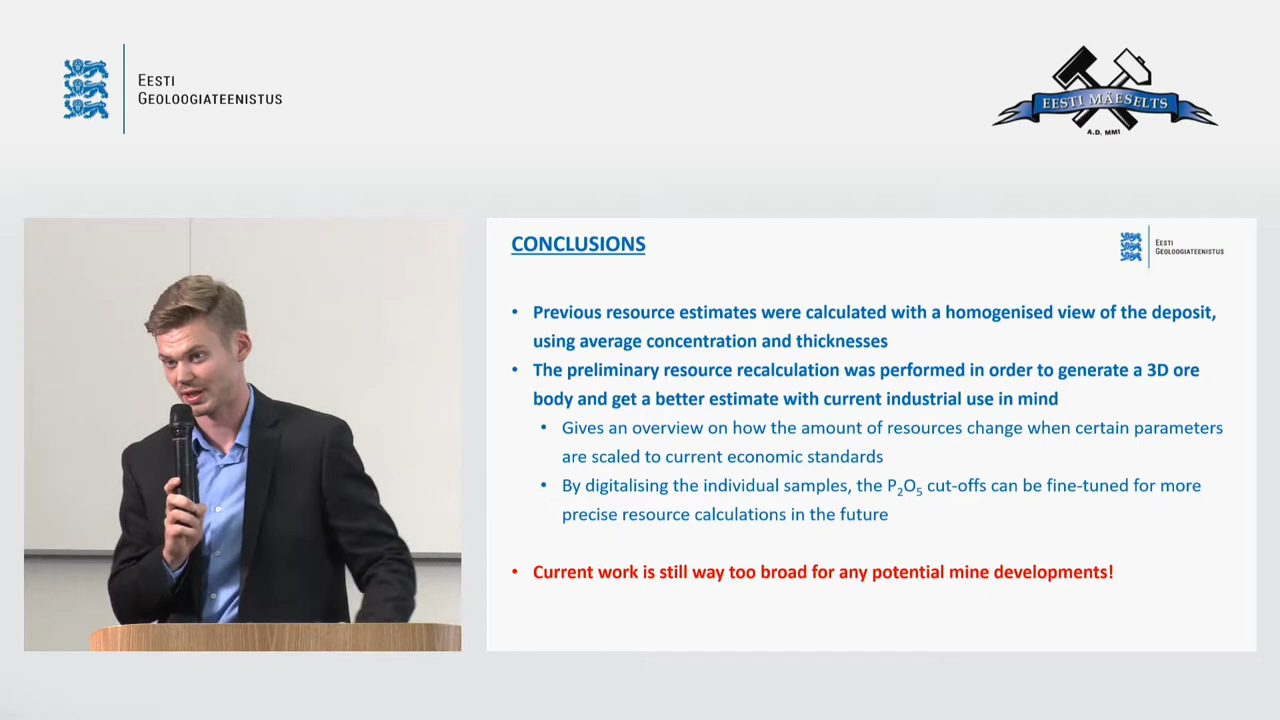 EESTI
GEOLOOGIATEENISTUS
EESTI MÄESELTS
A.D. MMI
CONCLUSIONS
EESTI
GEOLOOGIATEENISTUS
• Previous resource estimates were calculated with a homogenised view of the deposit,
using average concentration and thicknesses
• The preliminary resource recalculation was performed in order to generate a 3D ore
body and get a better estimate with current industrial use in mind
• Gives an overview on how the amount of resources change when certain parameters
are scaled to current economic standards
• By digitalising the individual samples, the P₂O₅ cut-offs can be fine-tuned for more
precise resource calculations in the future
• Current work is still way too broad for any potential mine developments!